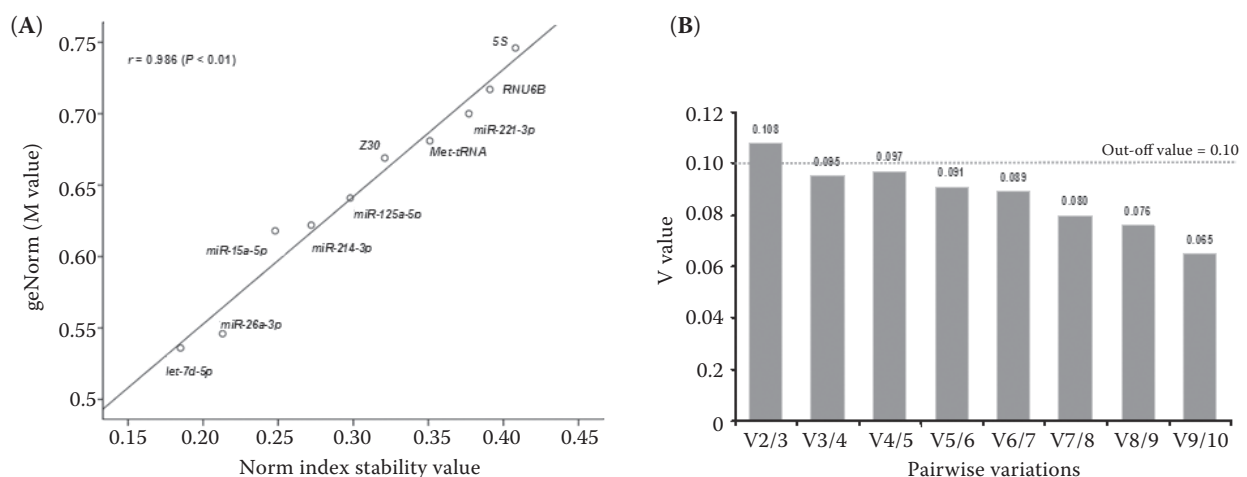 (A)
r = 0.986 (P < 0.01)
geNorm (M value)
0.75
0.70
0.65
0.60
0.55
0.5
5S
RNU6B
miR-221-3p
Z30
Met-tRNA
miR-125a-5p
miR-15a-5p
miR-214-3p
miR-26a-3p
let-7d-5p
0.15 0.20 0.25 0.30 0.35 0.40 0.45
Norm index stability value
(B)
V value
0.12
0.10
0.08
0.06
0.04
0.2
0
Out-off value = 0.10
0.108 0.095 0.097 0.091 0.089 0.080 0.076 0.065
V2/3 V3/4 V4/5 V5/6 V6/7 V7/8 V8/9 V9/10
Pairwise variations